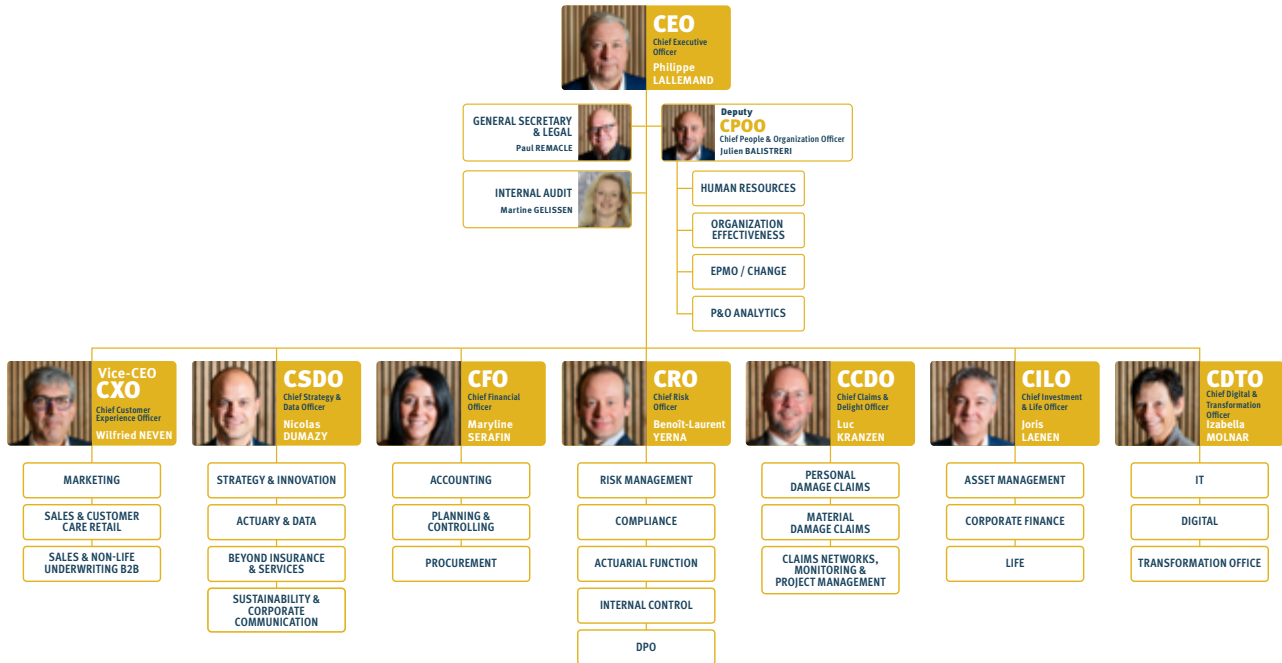 CEO
Chief Executive
Officer
Philippe
LALLEMAND
GENERAL SECRETARY
& LEGAL
Paul REMACLE
Deputy
CPOO
Chief People & Organization Officer
Julien BALISTRERI
INTERNAL AUDIT
Martine GELISSEN
HUMAN RESOURCES
ORGANIZATION
EFFECTIVENESS
EPMO / CHANGE
P&O ANALYTICS
Vice-CEO
CXO
Chief Customer
Experience Officer
Wilfried NEVEN
MARKETING
SALES & CUSTOMER
CARE RETAIL
SALES & NON-LIFE
UNDERWRITING B2B
CSDO
Chief Strategy &
Data Officer
Nicolas
DUMAZY
STRATEGY & INNOVATION
ACTUARY & DATA
BEYOND INSURANCE
& SERVICES
SUSTAINABILITY &
CORPORATE
COMMUNICATION
CFO
Chief Financial
Officer
Maryline
SERAFIN
ACCOUNTING
PLANNING &
CONTROLLING
PROCUREMENT
CRO
Chief Risk
Officer
Benoît-Laurent
YERNA
RISK MANAGEMENT
COMPLIANCE
ACTUARIAL FUNCTION
INTERNAL CONTROL
DPO
CCDO
Chief Claims &
Delight Officer
Luc
KRANZEN
PERSONAL
DAMAGE CLAIMS
MATERIAL
DAMAGE CLAIMS
CLAIMS NETWORKS,
MONITORING &
PROJECT MANAGEMENT
CILO
Chief Investment
& Life Officer
Joris
LAENEN
ASSET MANAGEMENT
CORPORATE FINANCE
LIFE
CDTO
Chief Digital &
Transformation
Officer
Izabella
MOLNAR
IT
DIGITAL
TRANSFORMATION OFFICE